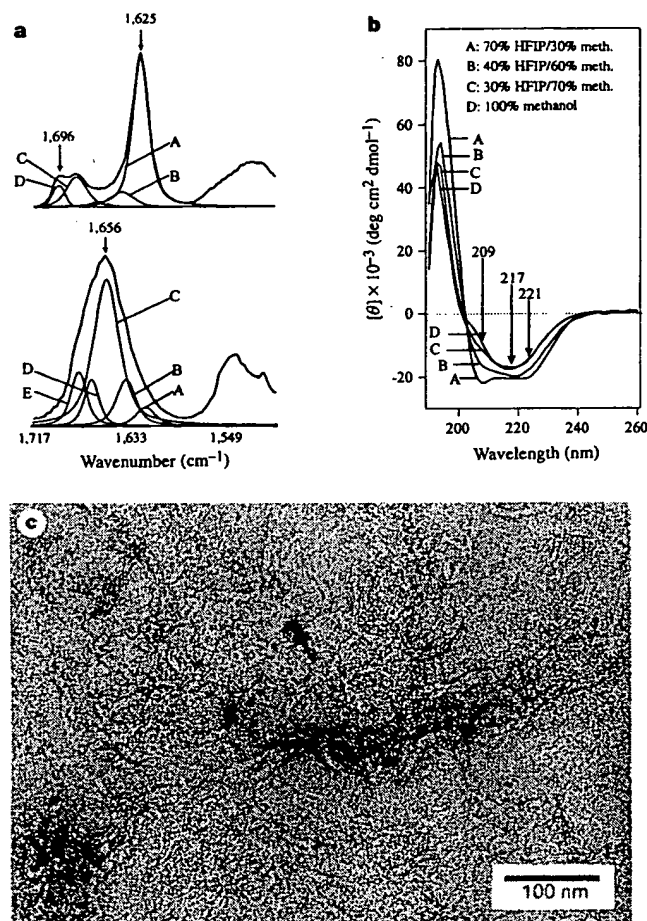 a
1,625
1,696
A
B
C
D
1,656
C
D
E
B
A
1,717
1,633
1,549
Wavenumber (cm⁻¹)
b
A: 70% HFIP/30% meth.
B: 40% HFIP/60% meth.
C: 30% HFIP/70% meth.
D: 100% methanol
80
60
40
20
0
-20
[θ] × 10⁻³ (deg cm² dmol⁻¹)
A
B
C
D
209
217
221
D
C
B
A
200
220
240
260
Wavelength (nm)
c
100 nm